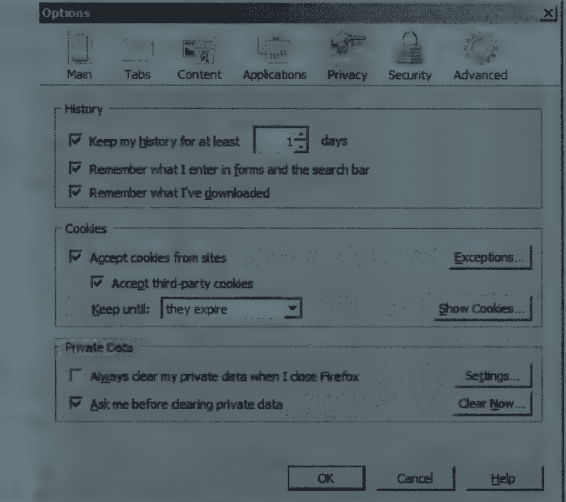 Options
Main Tabs Content Applications Privacy Security Advanced
History
Keep my history for at least 1 days
Remember what I enter in forms and the search bar
Remember what I've downloaded
Cookies
Accept cookies from sites Exceptions...
Accept third-party cookies
Keep until: they expire Show Cookies...
Private Data
Always clear my private data when I close Firefox Settings...
Ask me before clearing private data Clear Now...
OK Cancel Help